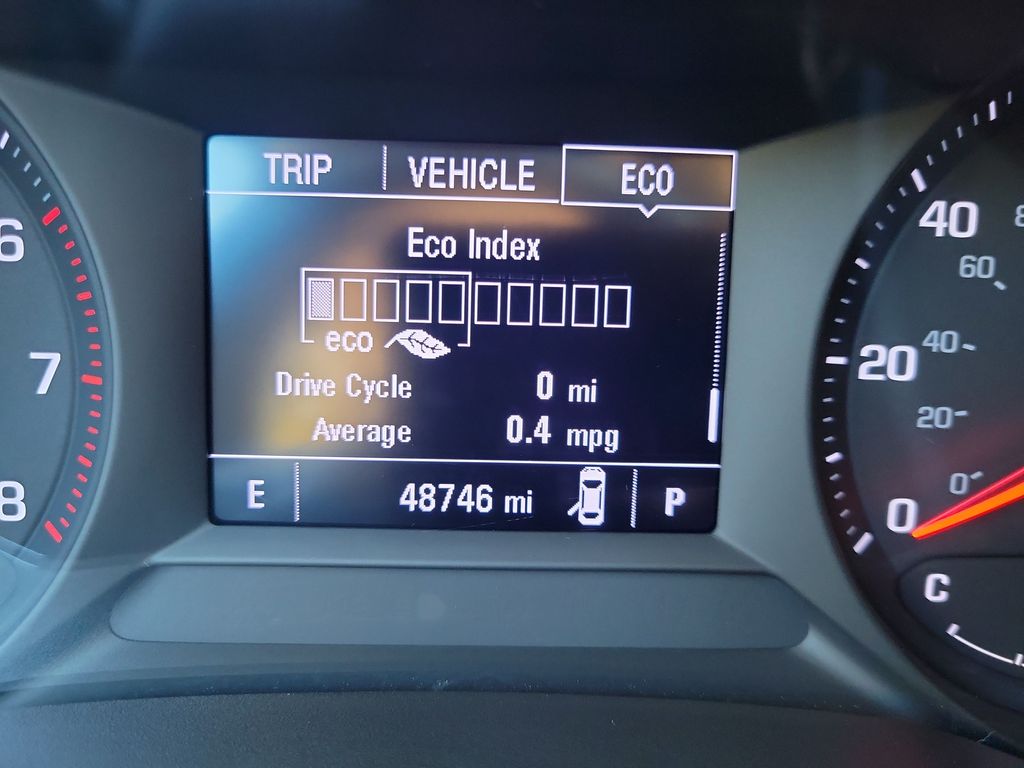 TRIP VEHICLE ECO
Eco Index
eco
Drive Cycle 0 mi
Average 0.4 mpg
E 48746 mi P
6
7
8
40
60
20
40
20
0
0
C